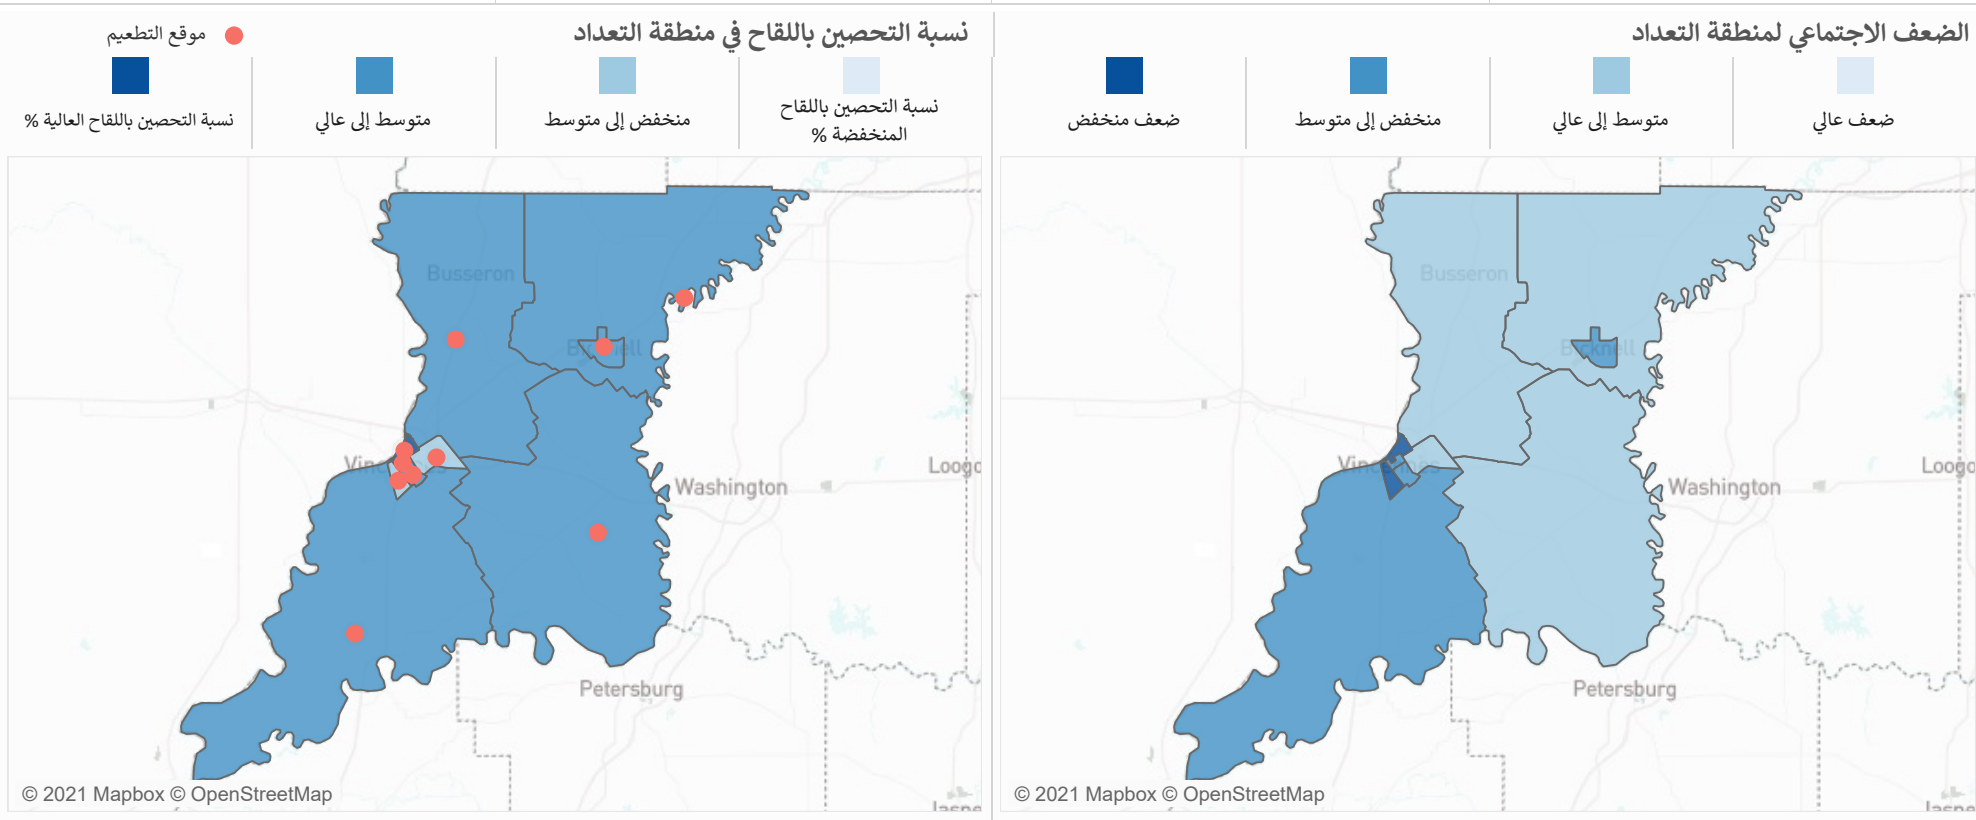 الضعف الاجتماعي لمنطقة التعداد
ضعف عالي
متوسط إلى عالي
منخفض إلى متوسط
ضعف منخفض
Busseron
Washington
Petersburg
© 2021 Mapbox © OpenStreetMap
نسبة التحصين باللقاح في منطقة التعداد
موقع التطعيم
نسبة التحصين باللقاح
المنخفضة %
منخفض إلى متوسط
متوسط إلى عالي
نسبة التحصين باللقاح العالية %
Busseron
Washington
Petersburg
© 2021 Mapbox © OpenStreetMap